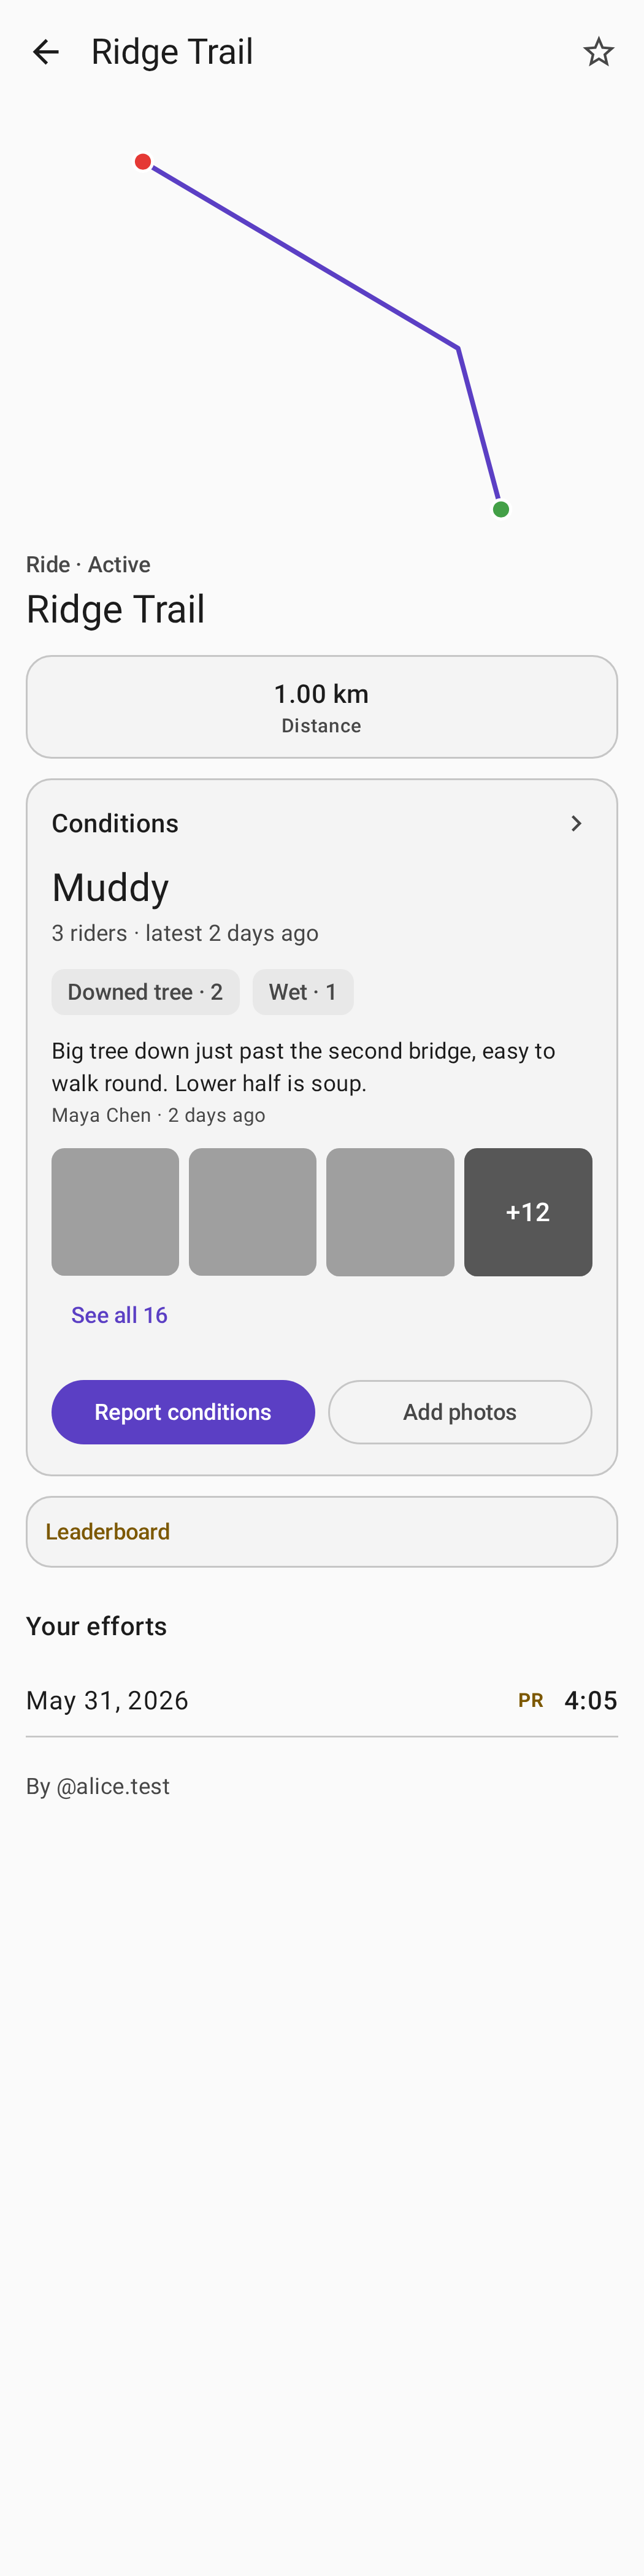 Ridge Trail
Ride · Active
Ridge Trail
1.00 km
Distance
Conditions
Muddy
3 riders · latest 2 days ago
Downed tree · 2
Wet · 1
Big tree down just past the second bridge, easy to
walk round. Lower half is soup.
Maya Chen · 2 days ago
+12
See all 16
Report conditions
Add photos
Leaderboard
Your efforts
May 31, 2026
PR
4:05
By @alice.test